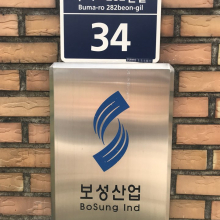 Buma-ro 282beon-gil
34
보성산업
BoSung Ind